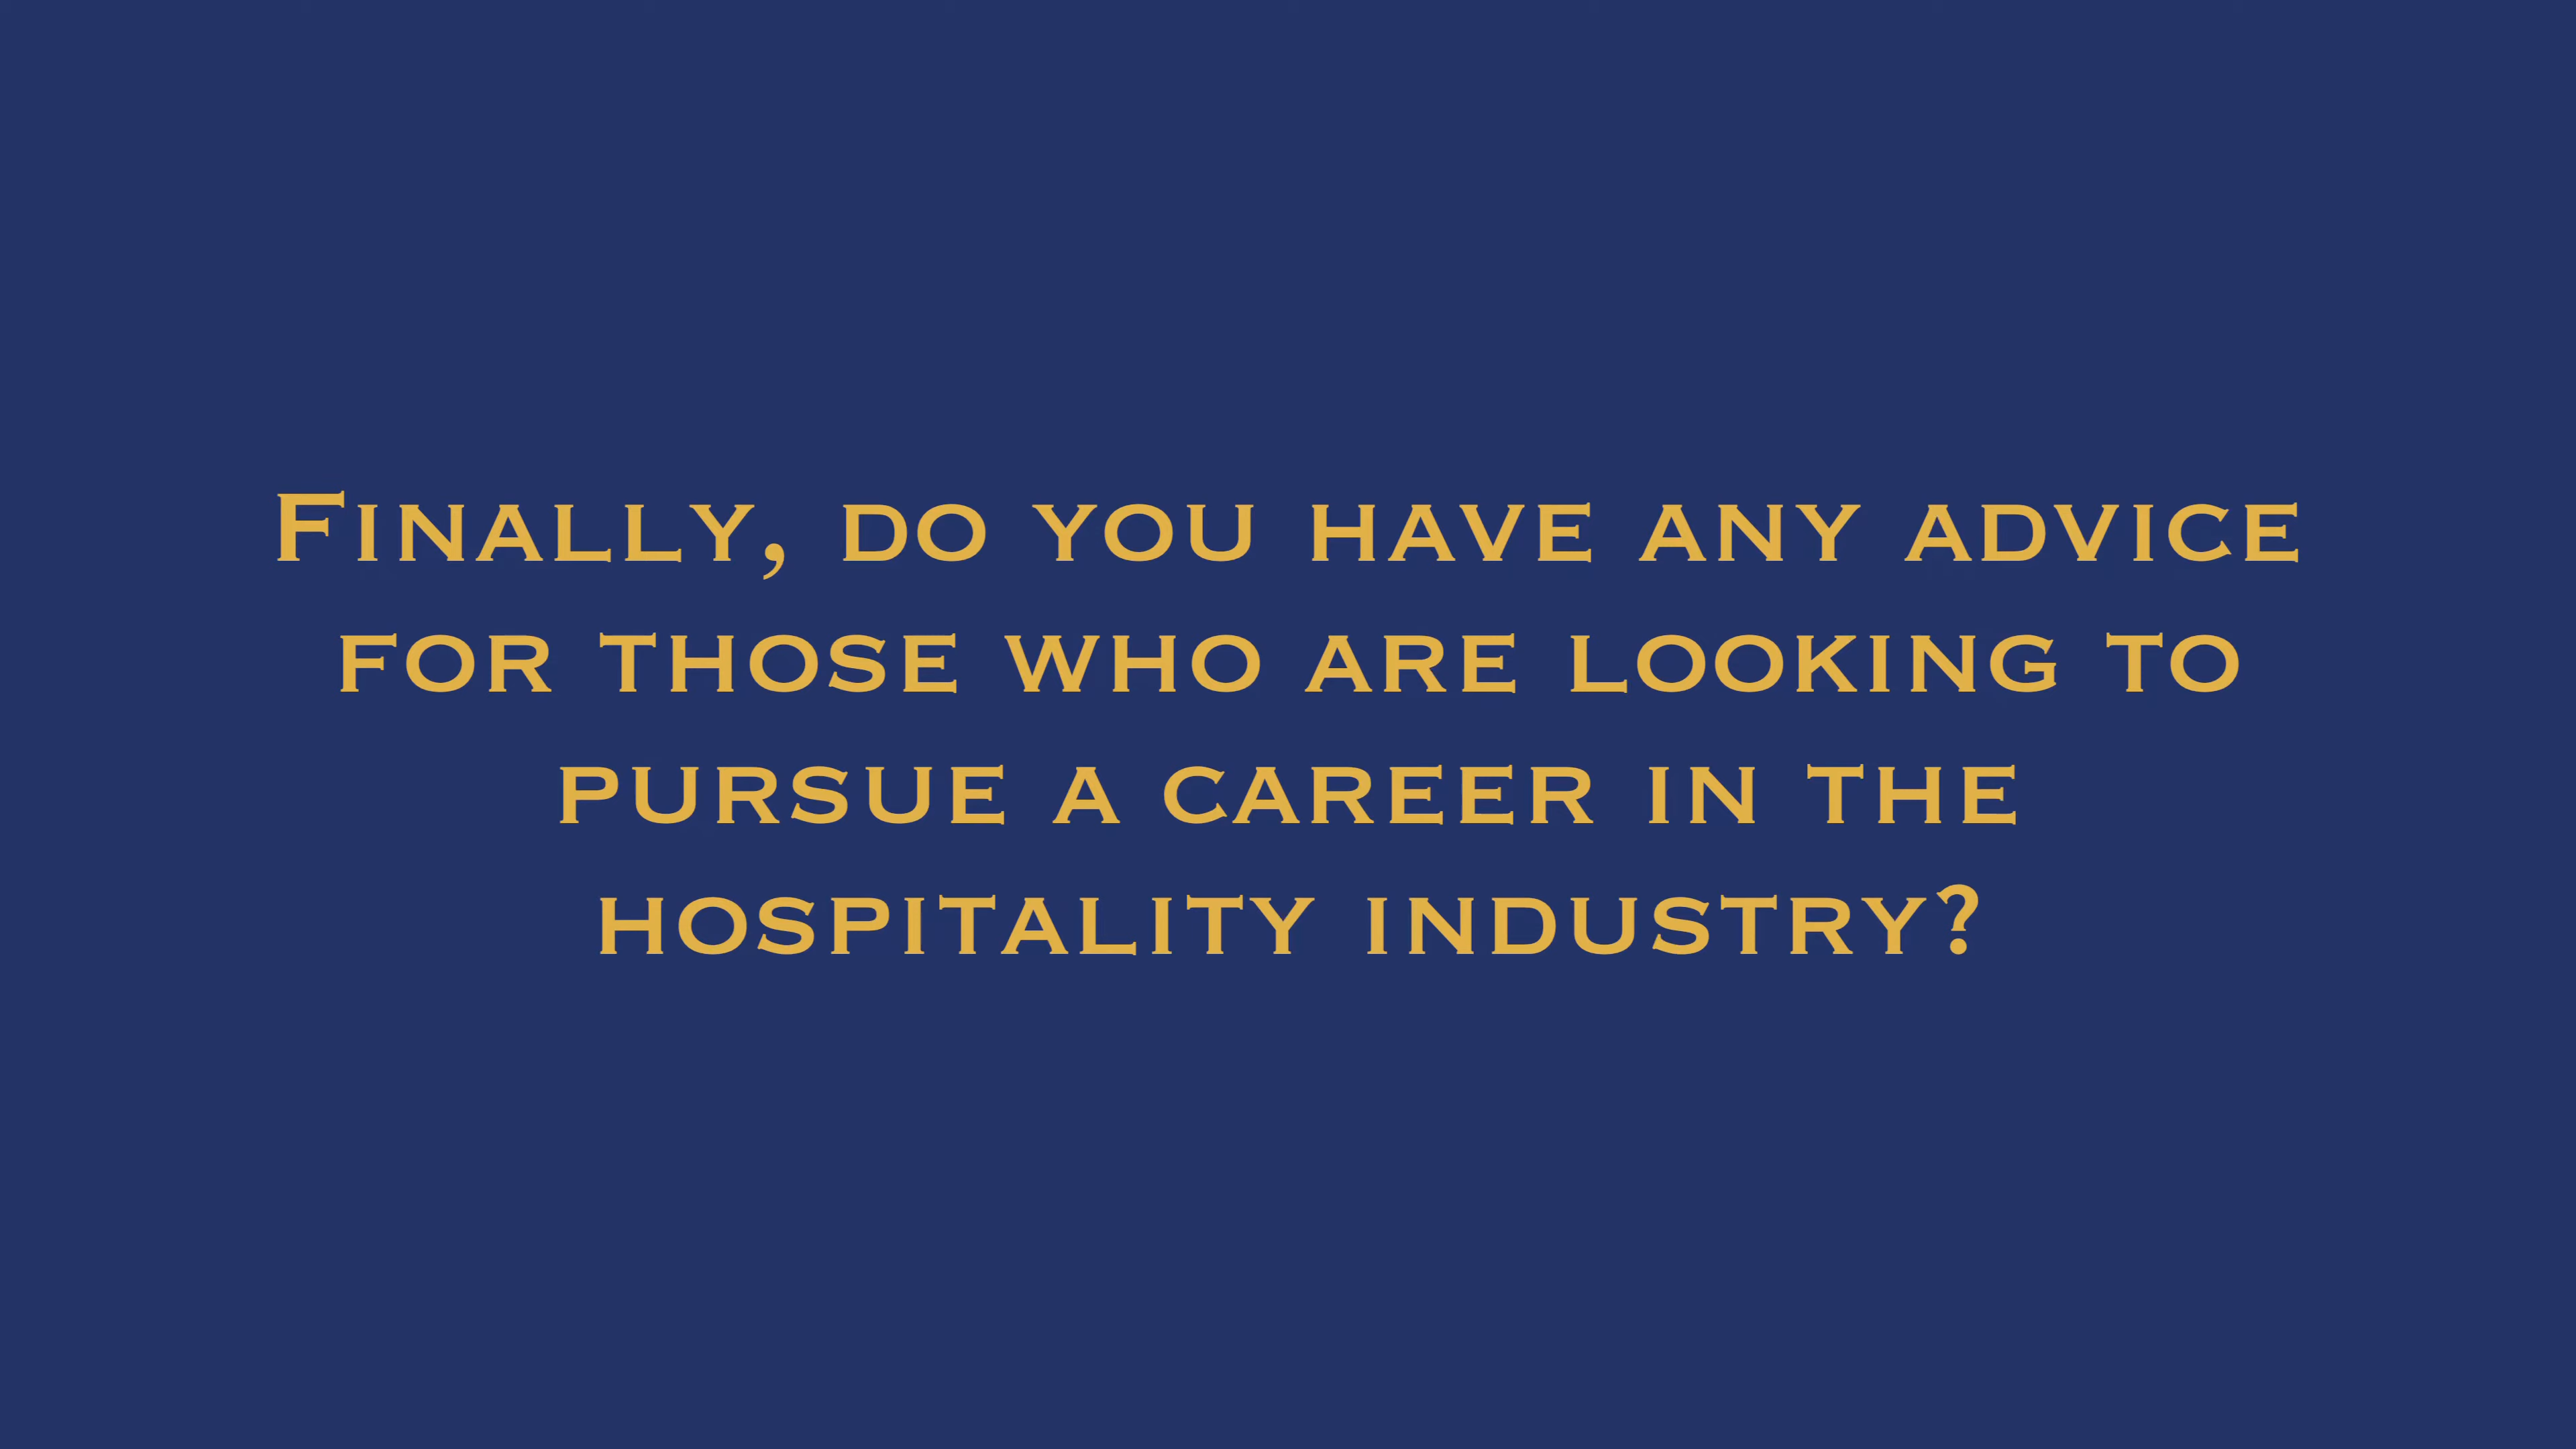 Finally, do you have any advice
for those who are looking to
pursue a career in the
hospitality industry?